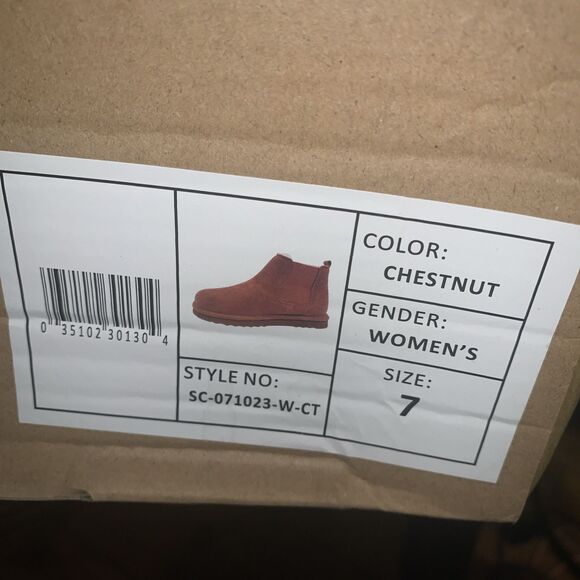 0 35102 30130 4
STYLE NO:
SC-071023-W-CT
COLOR:
CHESTNUT
GENDER:
WOMEN'S
SIZE:
7